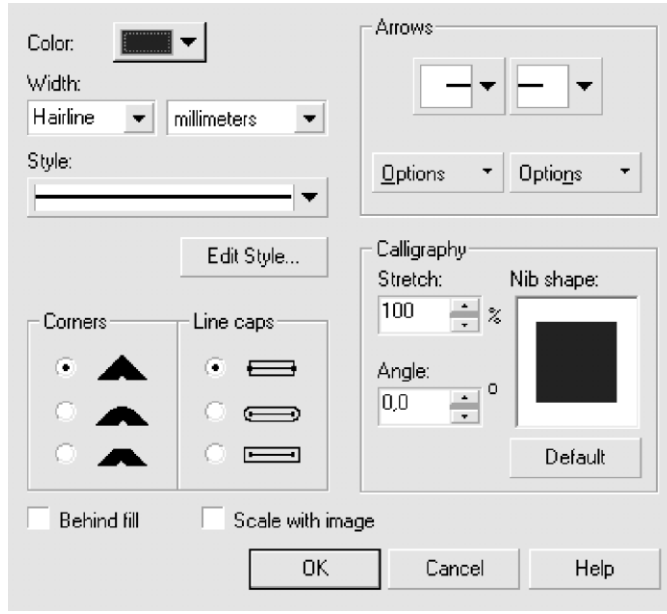 Color:
Width:
Hairline millimeters
Style:
Edit Style...
Corners
Line caps
Behind fill
Scale with image
Arrows
Options Options
Calligraphy
Stretch:
100 %
Angle:
0,0 °
Nib shape:
Default
OK Cancel Help